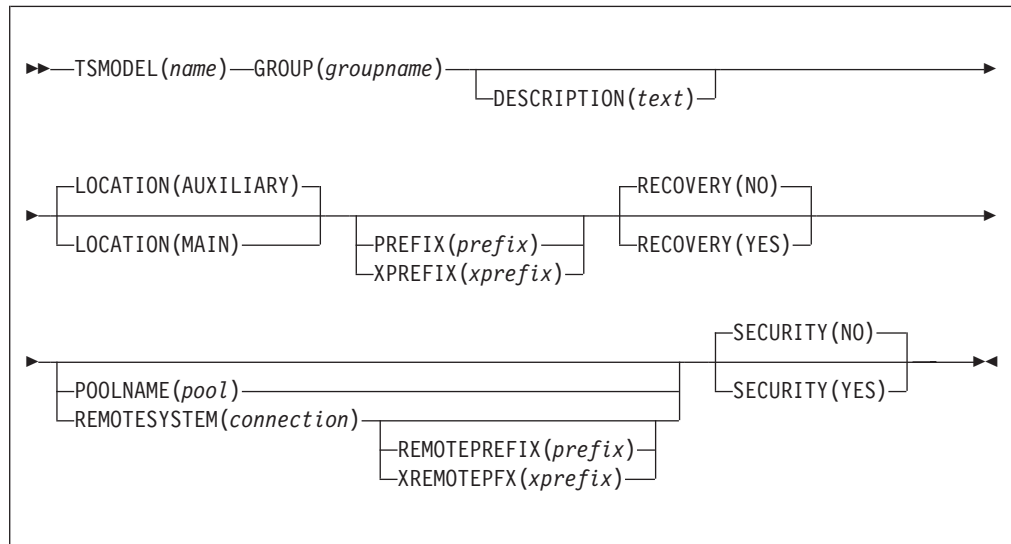 TSMODEL(name) GROUP(groupname)
DESCRIPTION(text)
LOCATION(AUXILIARY) RECOVERY(NO)
LOCATION(MAIN) PREFIX(prefix) RECOVERY(YES)
XPREFIX(xprefix)
SECURITY(NO)
POOLNAME(pool) SECURITY(YES)
REMOTESYSTEM(connection)
REMOTEPREFIX(prefix)
XREMOTEPFX(xprefix)